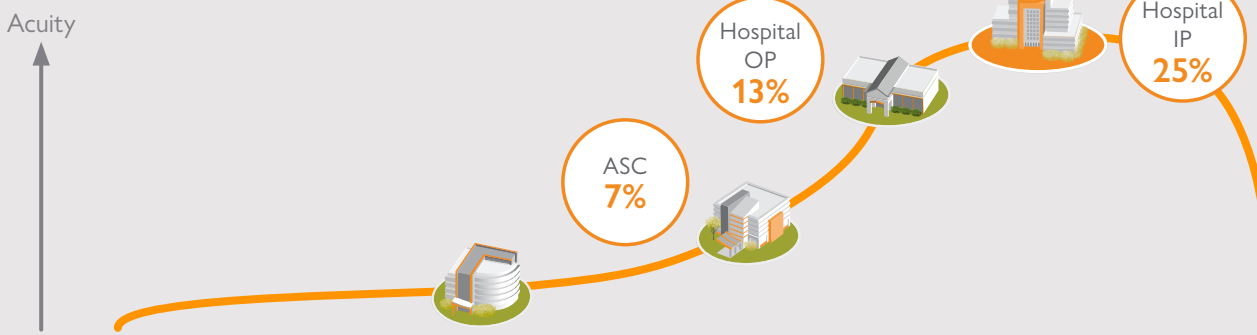 Acuity
Hospital
OP
13%
Hospital
IP
25%
ASC
7%